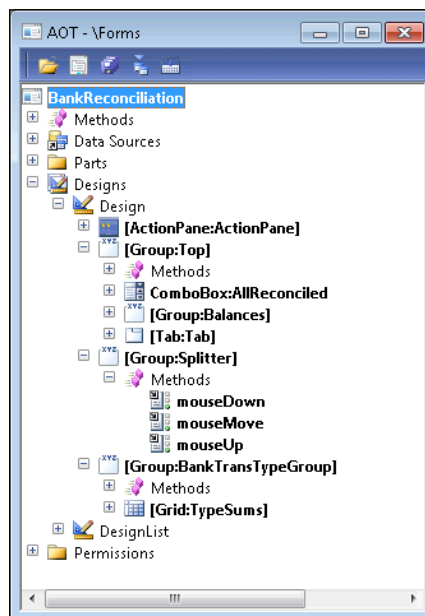 AOT - \Forms
BankReconciliation
Methods
Data Sources
Parts
Designs
Design
[ActionPane:ActionPane]
[Group:Top]
Methods
ComboBox:AllReconciled
[Group:Balances]
[Tab:Tab]
[Group:Splitter]
Methods
mouseDown
mouseMove
mouseUp
[Group:BankTransTypeGroup]
Methods
[Grid:TypeSums]
DesignList
Permissions